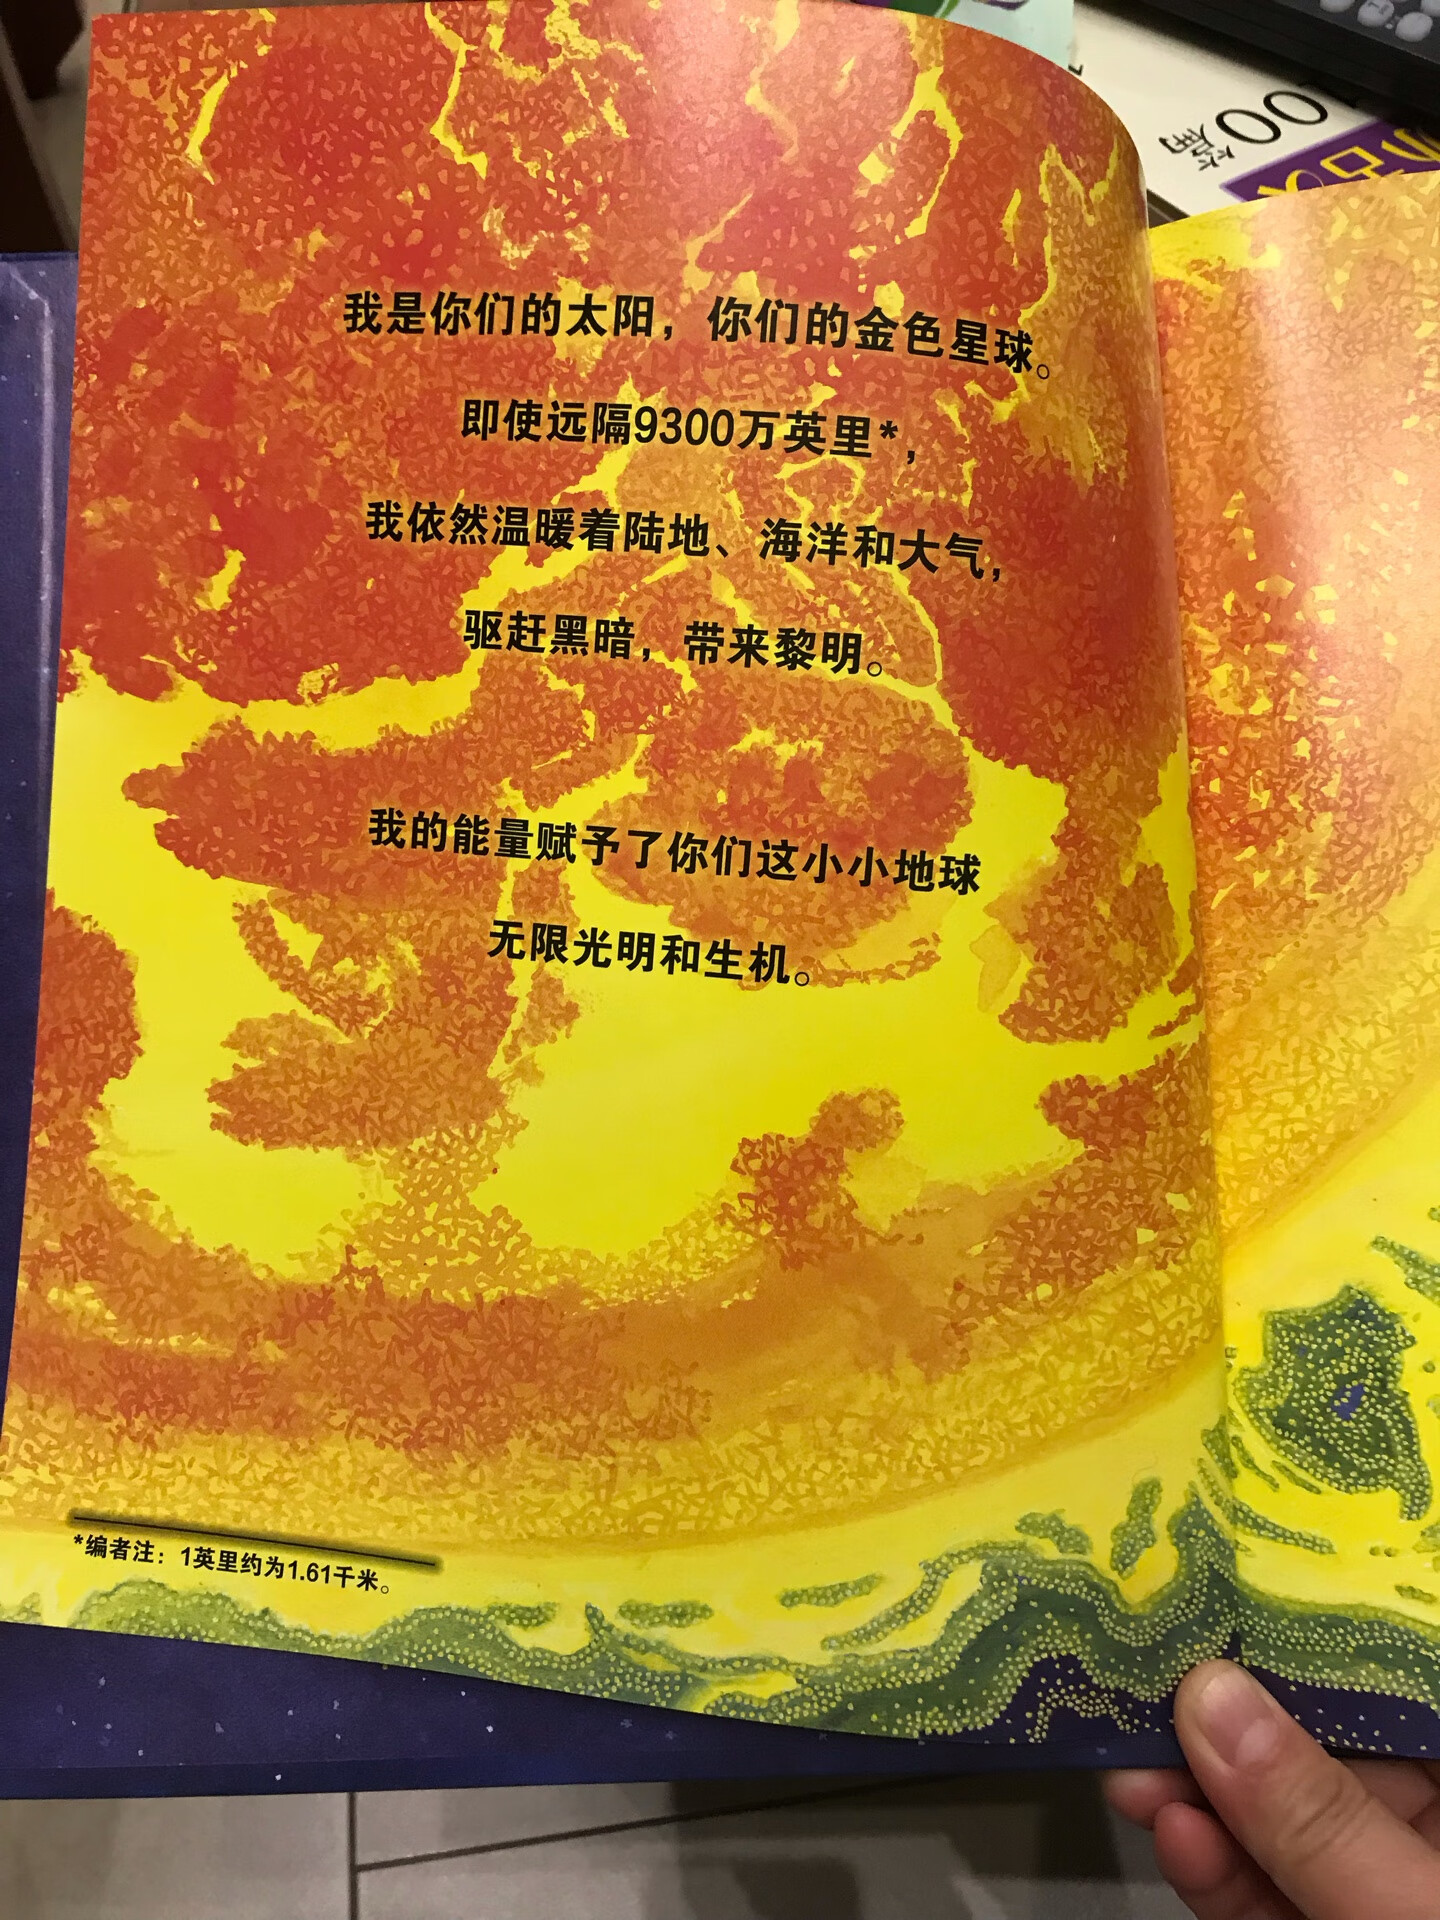 我是你们的太阳，你们的金色星球。
即使远隔9300万英里*，
我依然温暖着陆地、海洋和大气，
驱赶黑暗，带来黎明。
我的能量赋予了你们这小小地球
无限光明和生机。
*编者注：1英里约为1.61千米。
00篇